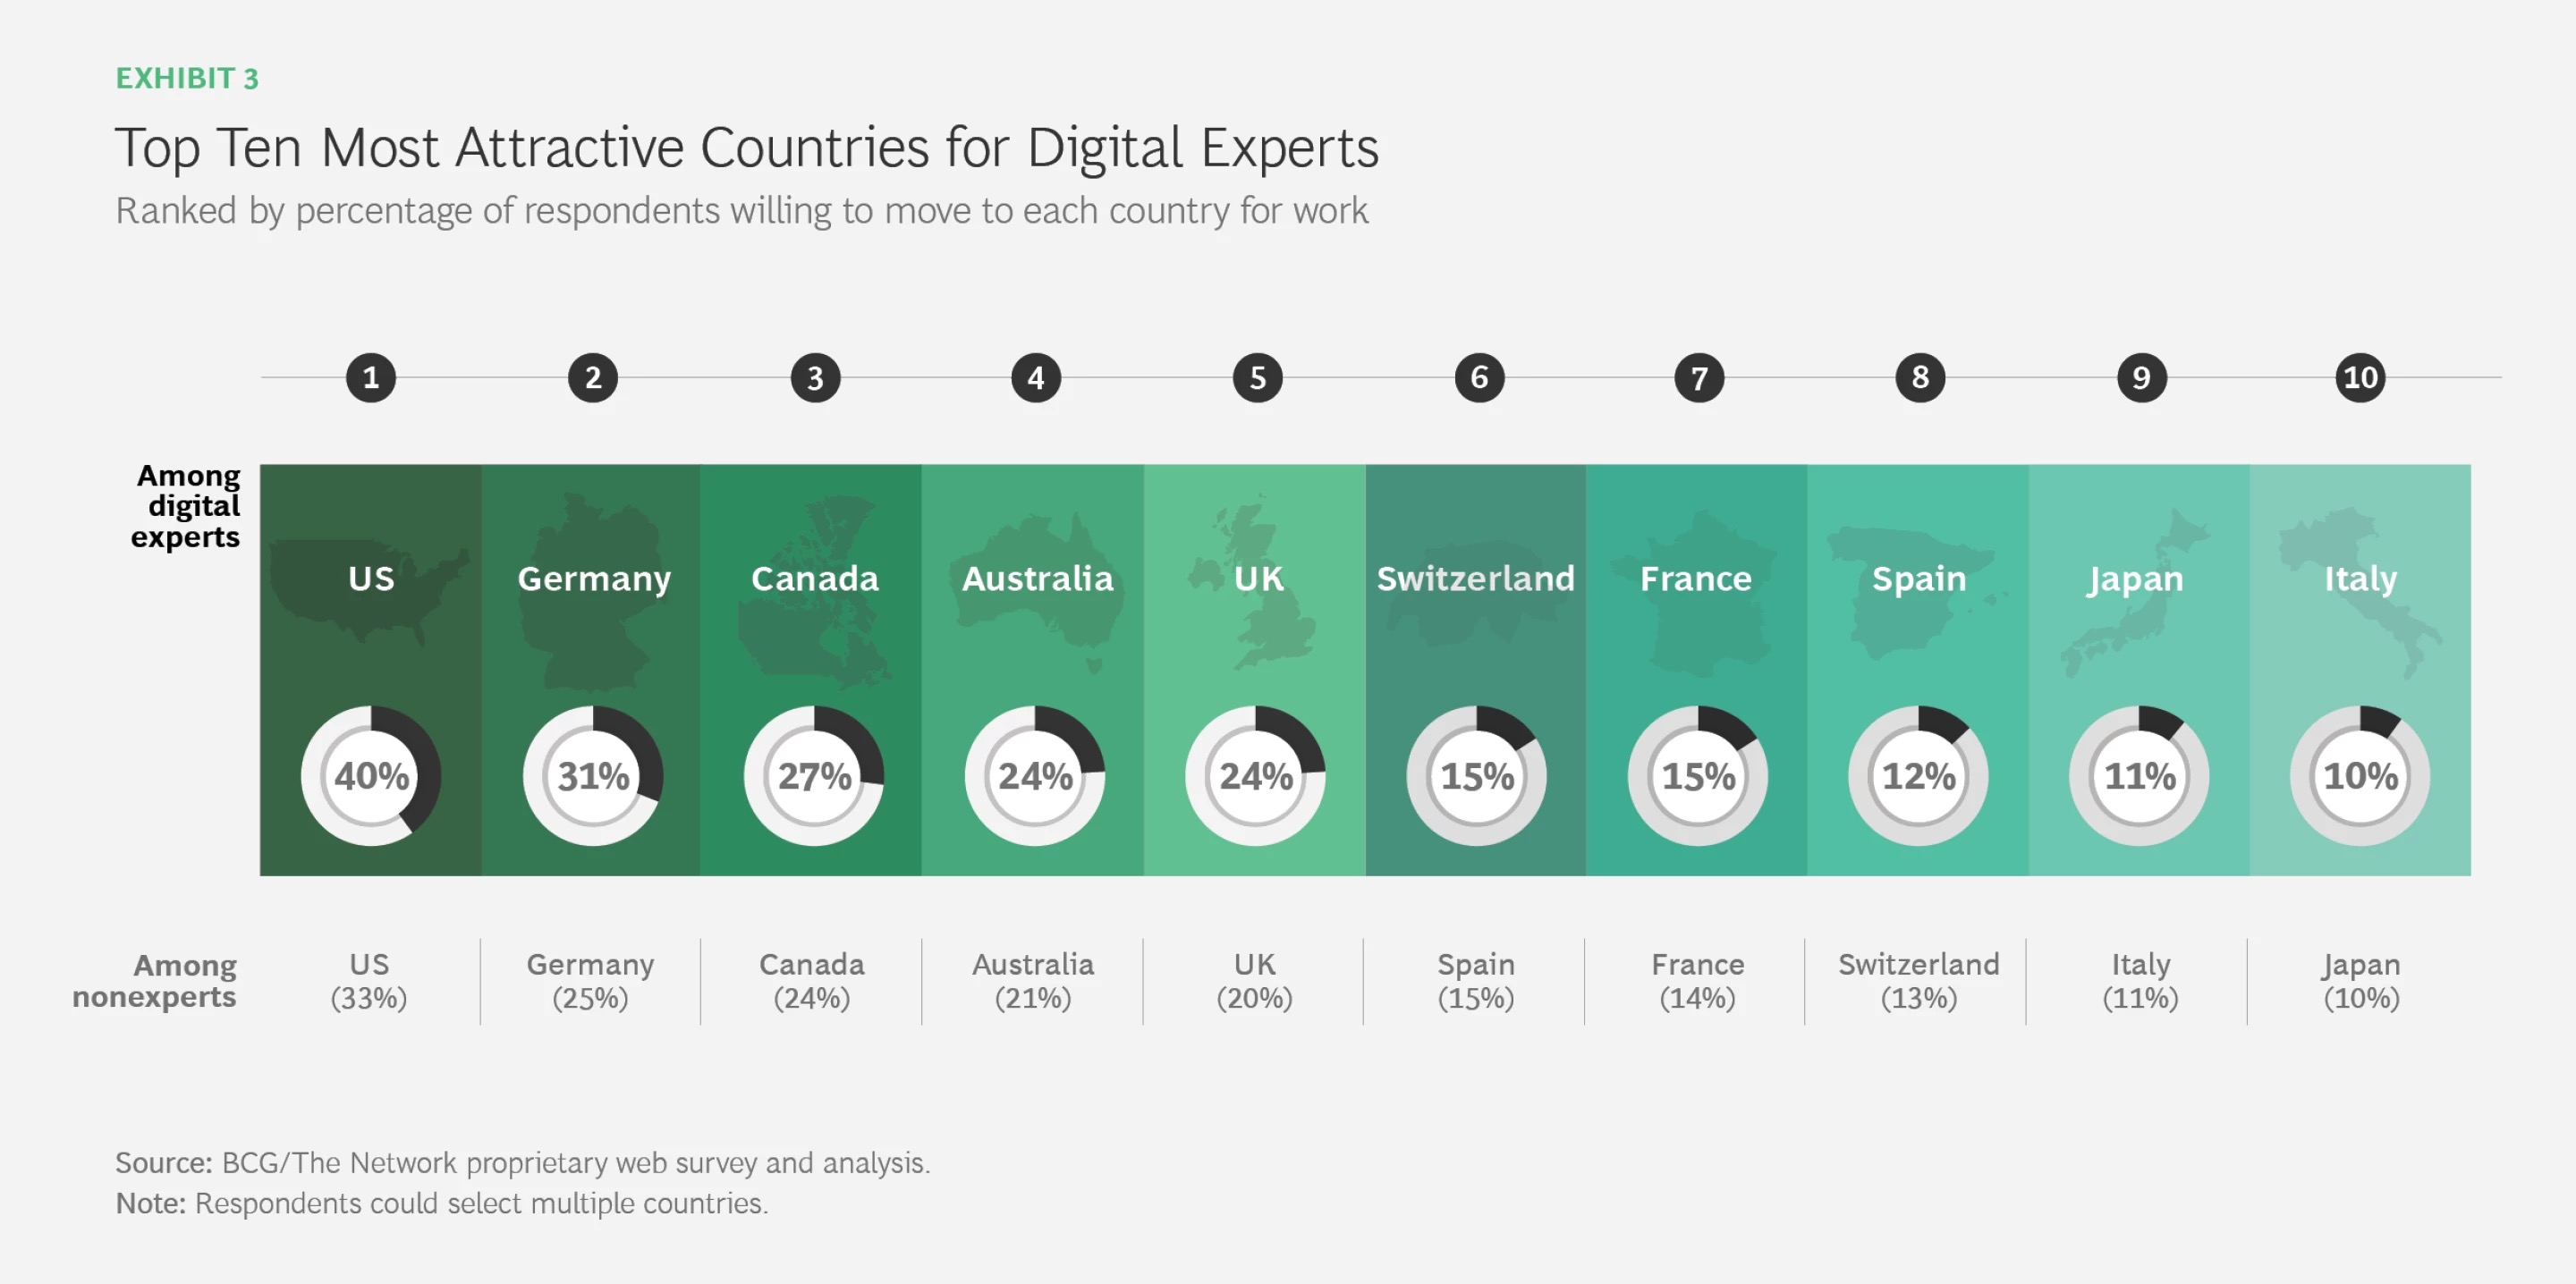 EXHIBIT 3
Top Ten Most Attractive Countries for Digital Experts
Ranked by percentage of respondents willing to move to each country for work
1 2 3 4 5 6 7 8 9 10
Among
digital
experts
US Germany Canada Australia UK Switzerland France Spain Japan Italy
40% 31% 27% 24% 24% 15% 15% 12% 11% 10%
Among
nonexperts
US Germany Canada Australia UK Spain France Switzerland Italy Japan
(33%) (25%) (24%) (21%) (20%) (15%) (14%) (13%) (11%) (10%)
Source: BCG/The Network proprietary web survey and analysis.
Note: Respondents could select multiple countries.